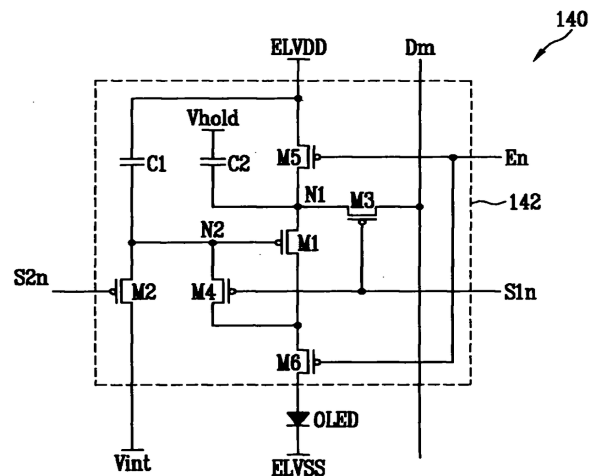 140
ELVDD Dm
Vhold
C1 C2 M5 En
N1 M3 142
N2 M1
S2n M2 M4 S1n
M6
OLED
Vint ELVSS